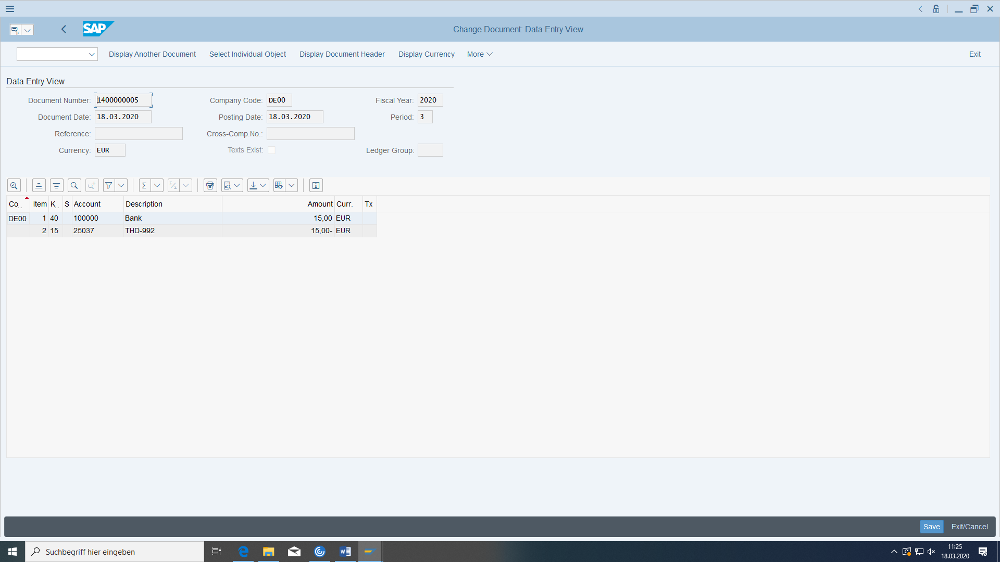 SAP
Change Document: Data Entry View
Display Another Document Select Individual Object Display Document Header Display Currency More Exit
Data Entry View
Document Number: 1400000005 Company Code: DE00 Fiscal Year: 2020
Document Date: 18.03.2020 Posting Date: 18.03.2020 Period: 3
Reference: Cross-Comp.No.:
Currency: EUR Texts Exist: Ledger Group:
Co... Item K... S Account Description Amount Curr. Tx
DE00 1 40 100000 Bank 15,00 EUR
2 15 25037 THD-992 15,00- EUR
Save Exit/Cancel
Suchbegriff hier eingeben
11:25
18.03.2020